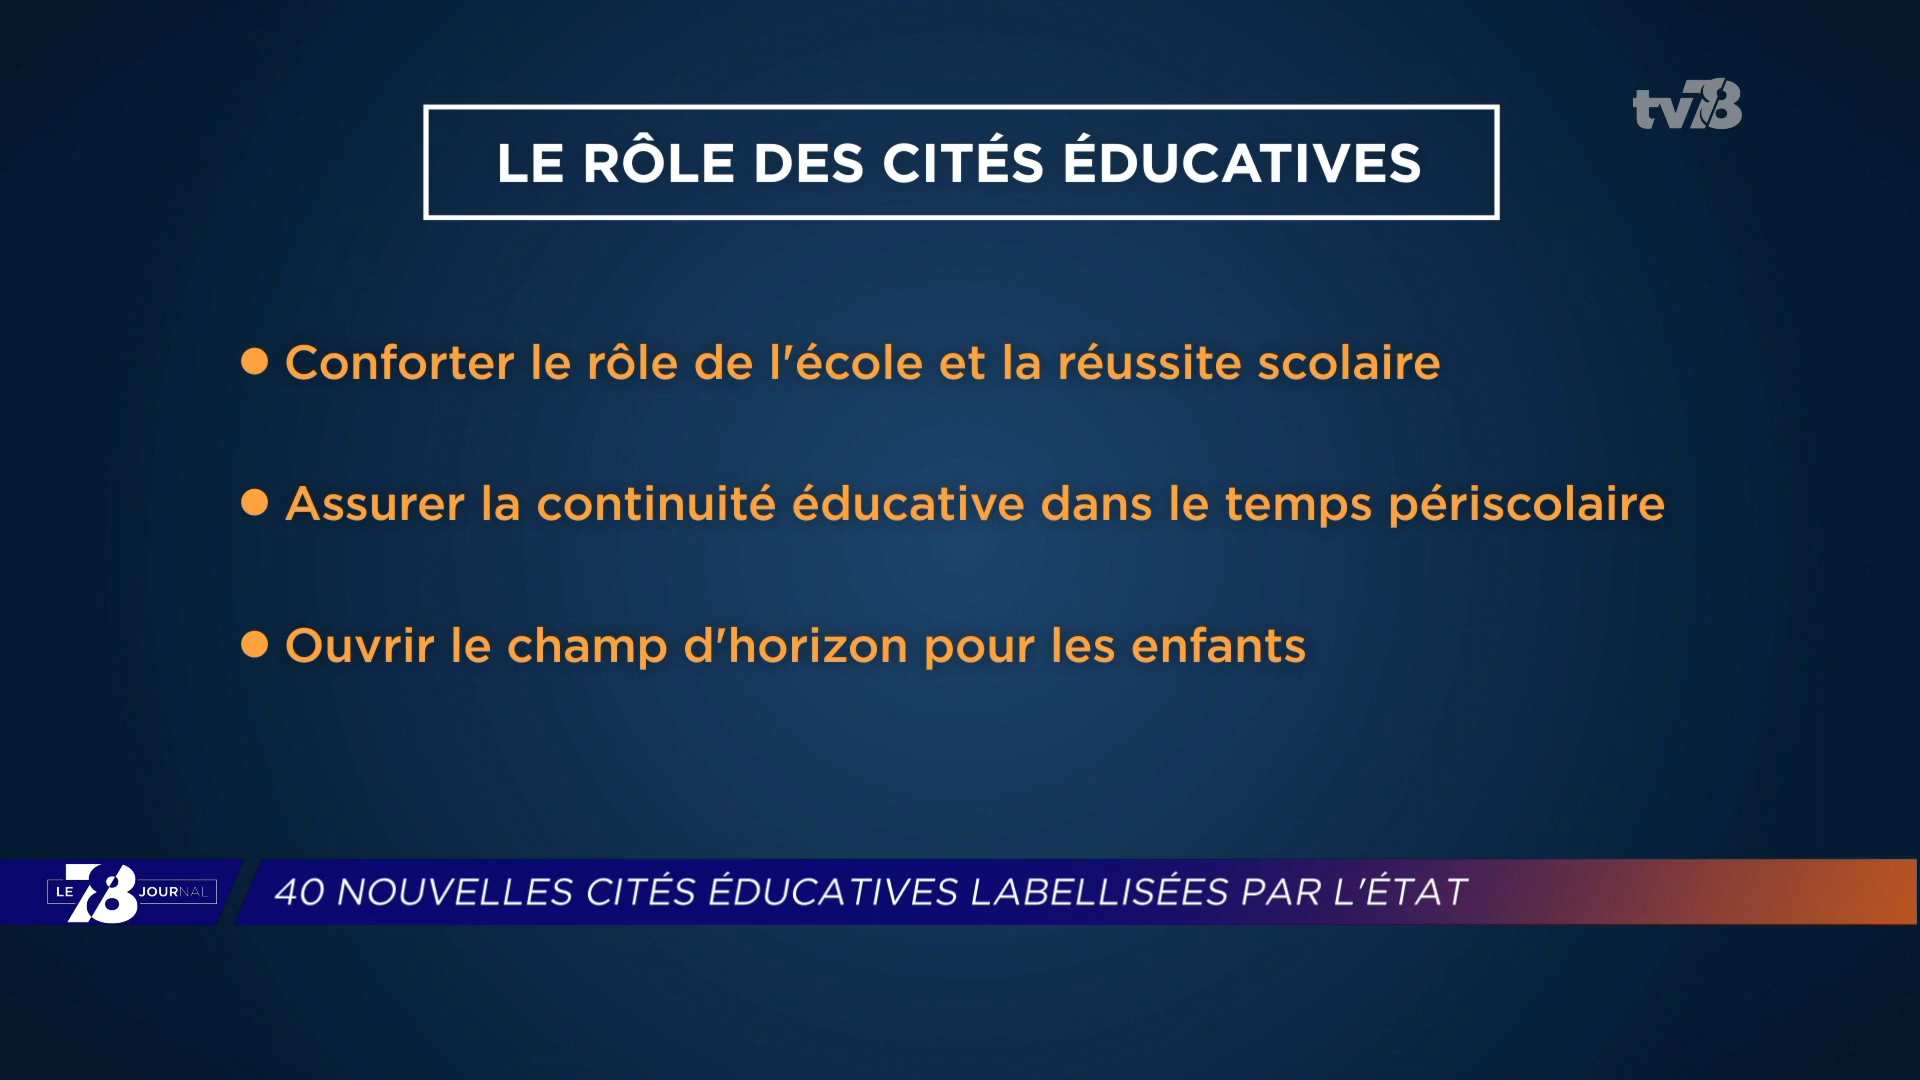 tv78
LE RÔLE DES CITÉS ÉDUCATIVES
● Conforter le rôle de l'école et la réussite scolaire
● Assurer la continuité éducative dans le temps périscolaire
● Ouvrir le champ d'horizon pour les enfants
LE 78 JOURNAL
40 NOUVELLES CITÉS ÉDUCATIVES LABELLISÉES PAR L'ÉTAT